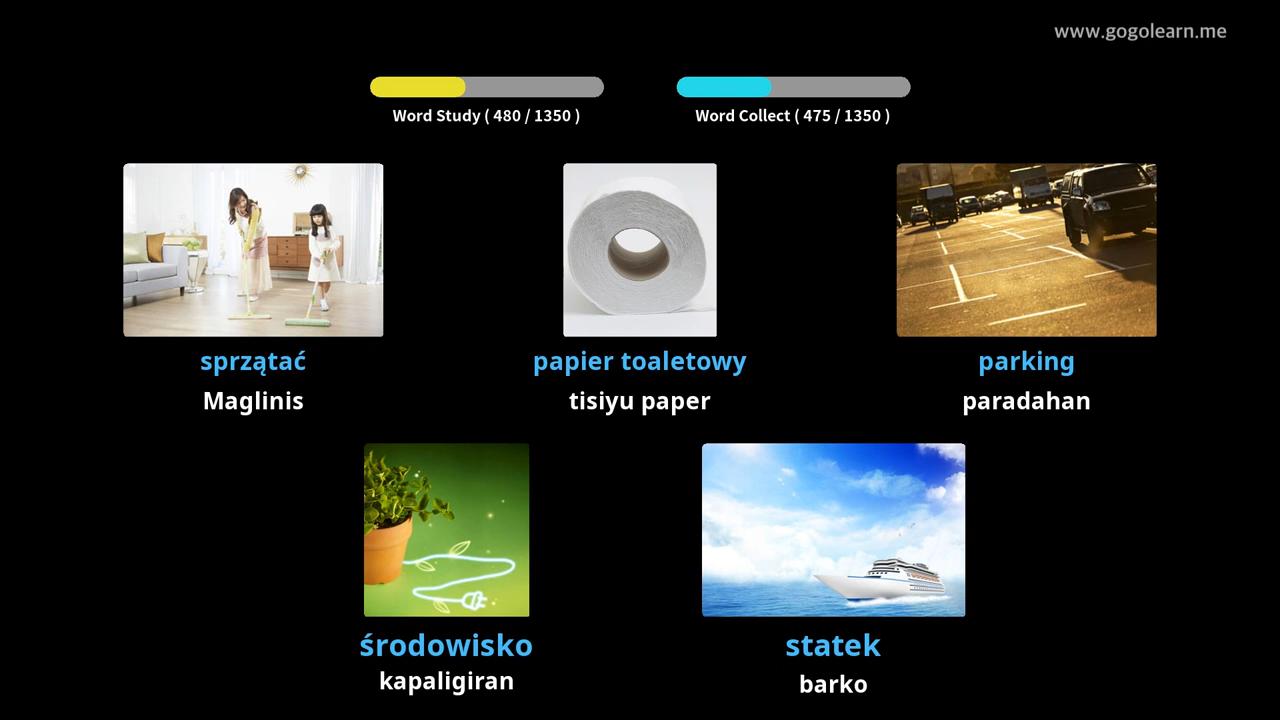 www.gogolearn.me
Word Study ( 480 / 1350 )
Word Collect ( 475 / 1350 )
sprzątać
Maglinis
papier toaletowy
tisiyu paper
parking
paradahan
środowisko
kapaligiran
statek
barko